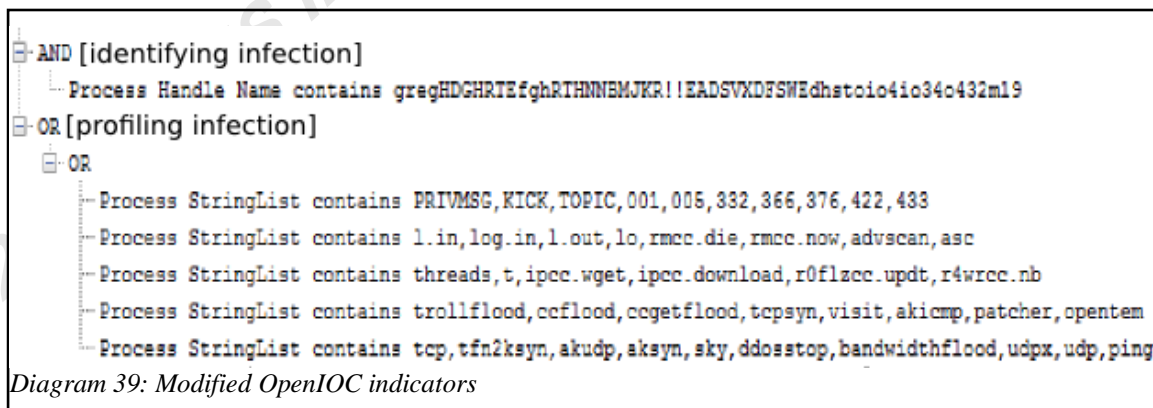 AND [identifying infection]
Process Handle Name contains gregHDGHRTEfghRTHNNBMJKR!!EADSVXDFSWEdhstoio4io34o432ml9
OR [profiling infection]
OR
Process StringList contains PRIVMSG,KICK,TOPIC,001,005,332,366,376,422,433
Process StringList contains l.in,log.in,l.out,lo,rmcc.die,rmcc.now,advscan,asc
Process StringList contains threads,t,ipcc.wget,ipcc.download,r0flzcc.updt,r4wrcc.nb
Process StringList contains trollflood,ccflood,ccgetflood,tcpsyn,visit,akicmp,patcher,opentem
Process StringList contains tcp,tfn2ksyn,akudp,aksyn,sky,ddosstop,bandwidthflood,udpx,udp,ping
Diagram 39: Modified OpenIOC indicators